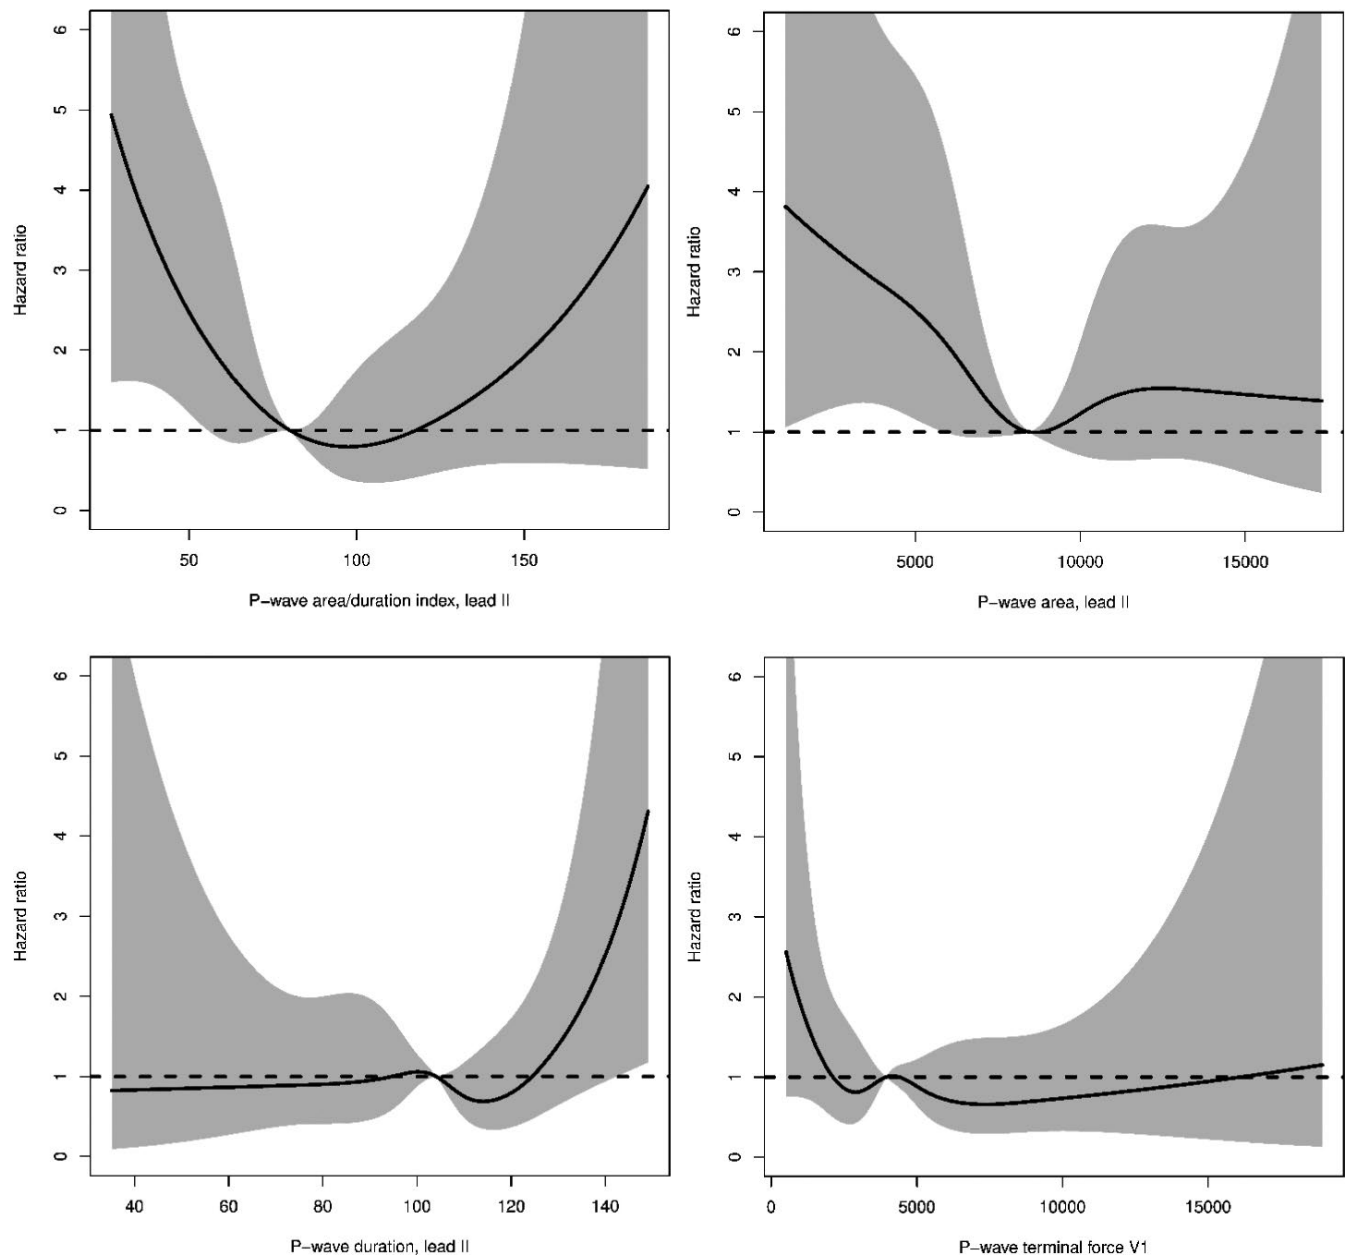 6
5
4
3
2
1
0
Hazard ratio
50 100 150
P-wave area/duration index, lead II
6
5
4
3
2
1
0
Hazard ratio
5000 10000 15000
P-wave area, lead II
6
5
4
3
2
1
0
Hazard ratio
40 60 80 100 120 140
P-wave duration, lead II
6
5
4
3
2
1
0
Hazard ratio
0 5000 10000 15000
P-wave terminal force V1